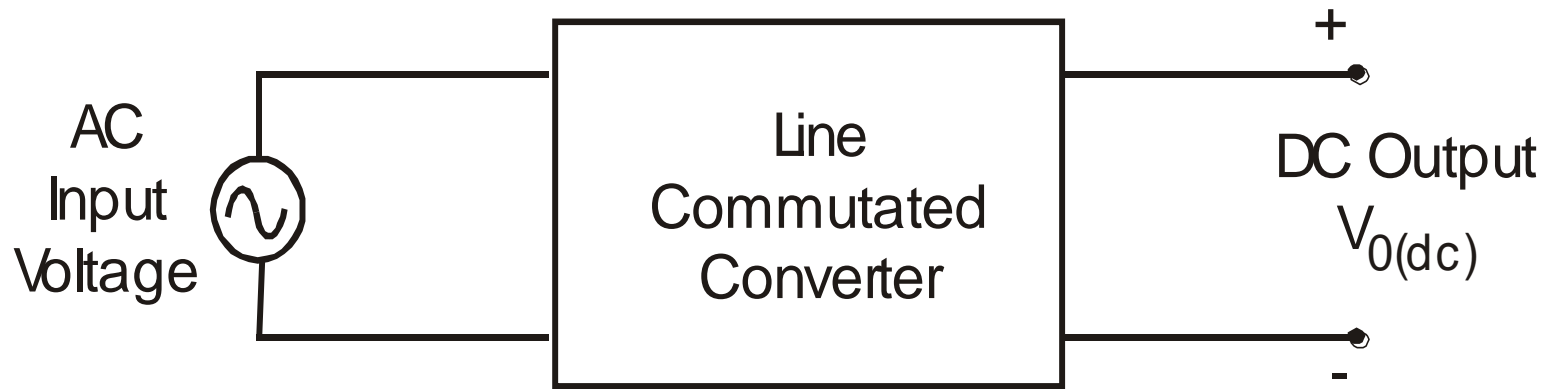 AC
Input
Voltage
Line
Commutated
Converter
+
DC Output
V0(dc)
-